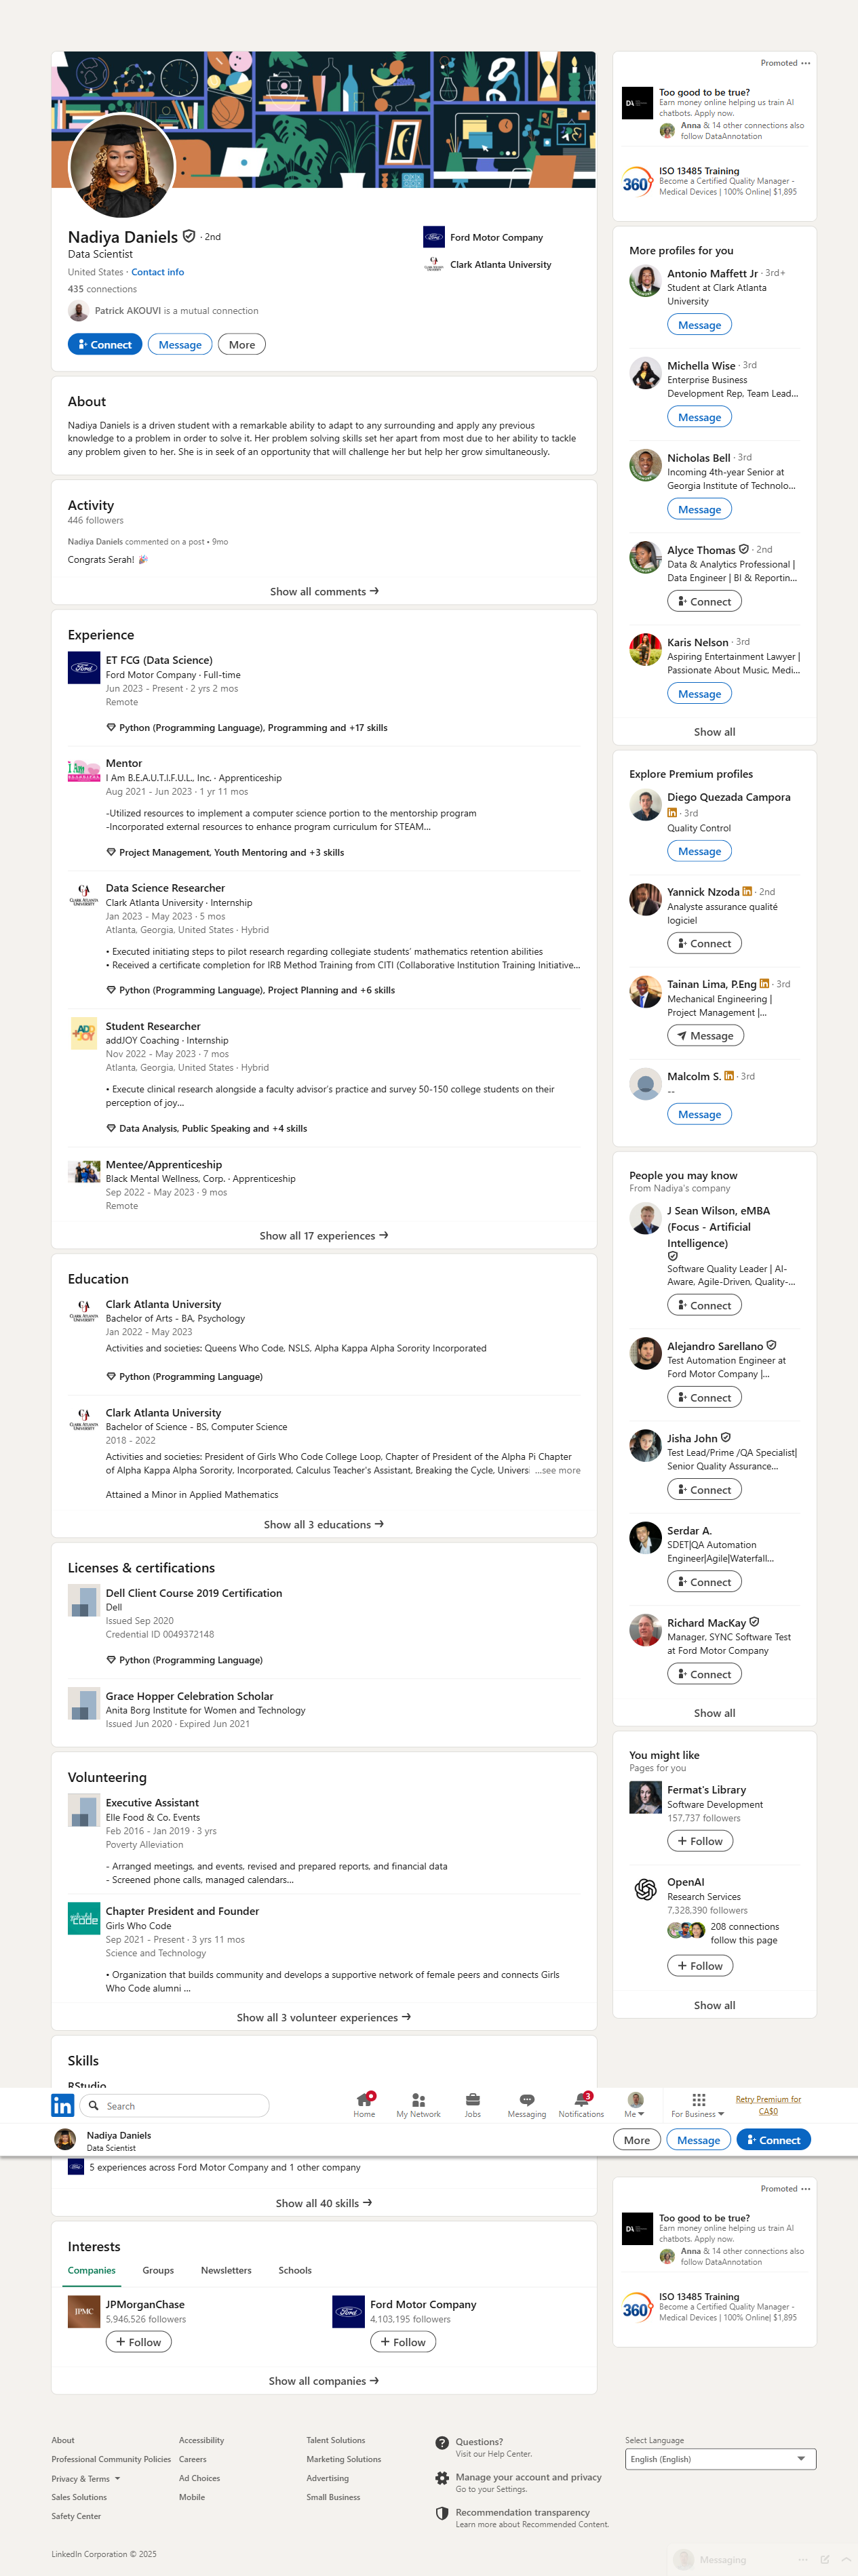 Nadiya Daniels · 2nd
Data Scientist
United States · Contact info
435 connections
Patrick AKOUVI is a mutual connection
Connect
Message
More
Ford Motor Company
Clark Atlanta University
About
Nadiya Daniels is a driven student with a remarkable ability to adapt to any surrounding and apply any previous
knowledge to a problem in order to solve it. Her problem solving skills set her apart from most due to her ability to tackle
any problem given to her. She is in seek of an opportunity that will challenge her but help her grow simultaneously.
Activity
446 followers
Nadiya Daniels commented on a post • 9mo
Congrats Serah! 🎉
Show all comments →
Experience
ET FCG (Data Science)
Ford Motor Company · Full-time
Jun 2023 - Present · 2 yrs 2 mos
Remote
Python (Programming Language), Programming and +17 skills
Mentor
I Am B.E.A.U.T.I.F.U.L., Inc. · Apprenticeship
Aug 2021 - Jun 2023 · 1 yr 11 mos
-Utilized resources to implement a computer science portion to the mentorship program
-Incorporated external resources to enhance program curriculum for STEAM...
Project Management, Youth Mentoring and +3 skills
Data Science Researcher
Clark Atlanta University · Internship
Jan 2023 - May 2023 · 5 mos
Atlanta, Georgia, United States · Hybrid
• Executed initiating steps to pilot research regarding collegiate students' mathematics retention abilities
• Received a certificate completion for IRB Method Training from CITI (Collaborative Institution Training Initiative...
Python (Programming Language), Project Planning and +6 skills
Student Researcher
addJOY Coaching · Internship
Nov 2022 - May 2023 · 7 mos
Atlanta, Georgia, United States · Hybrid
• Execute clinical research alongside a faculty advisor's practice and survey 50-150 college students on their
perception of joy...
Data Analysis, Public Speaking and +4 skills
Mentee/Apprenticeship
Black Mental Wellness, Corp. · Apprenticeship
Sep 2022 - May 2023 · 9 mos
Remote
Show all 17 experiences →
Education
Clark Atlanta University
Bachelor of Arts - BA, Psychology
Jan 2022 - May 2023
Activities and societies: Queens Who Code, NSLS, Alpha Kappa Alpha Sorority Incorporated
Python (Programming Language)
Clark Atlanta University
Bachelor of Science - BS, Computer Science
2018 - 2022
Activities and societies: President of Girls Who Code College Loop, Chapter of President of the Alpha Pi Chapter
of Alpha Kappa Alpha Sorority, Incorporated, Calculus Teacher's Assistant, Breaking the Cycle, Univers ...see more
Attained a Minor in Applied Mathematics
Show all 3 educations →
Licenses & certifications
Dell Client Course 2019 Certification
Dell
Issued Sep 2020
Credential ID 0049372148
Python (Programming Language)
Grace Hopper Celebration Scholar
Anita Borg Institute for Women and Technology
Issued Jun 2020 · Expired Jun 2021
Volunteering
Executive Assistant
Elle Food & Co. Events
Feb 2016 - Jan 2019 · 3 yrs
Poverty Alleviation
- Arranged meetings, and events, revised and prepared reports, and financial data
- Screened phone calls, managed calendars...
Chapter President and Founder
Girls Who Code
Sep 2021 - Present · 3 yrs 11 mos
Science and Technology
• Organization that builds community and develops a supportive network of female peers and connects Girls
Who Code alumni ...
Show all 3 volunteer experiences →
Skills
RStudio
in
Search
Home
My Network
Jobs
Messaging
3
Notifications
Me
For Business
Retry Premium for
CA$0
Nadiya Daniels
Data Scientist
More
Message
Connect
5 experiences across Ford Motor Company and 1 other company
Show all 40 skills →
Interests
Companies
Groups
Newsletters
Schools
JPMorganChase
5,946,526 followers
+ Follow
Ford Motor Company
4,103,195 followers
+ Follow
Show all companies →
Promoted
Too good to be true?
Earn money online helping us train AI
chatbots. Apply now.
Anna & 14 other connections also
follow DataAnnotation
360
ISO 13485 Training
Become a Certified Quality Manager -
Medical Devices | 100% Online| $1,895
More profiles for you
Antonio Maffett Jr · 3rd+
Student at Clark Atlanta
University
Message
Michella Wise · 3rd
Enterprise Business
Development Rep, Team Lead...
Message
Nicholas Bell · 3rd
Incoming 4th-year Senior at
Georgia Institute of Technolo...
Message
Alyce Thomas · 2nd
Data & Analytics Professional |
Data Engineer | BI & Reportin...
Connect
Karis Nelson · 3rd
Aspiring Entertainment Lawyer |
Passionate About Music, Medi...
Message
Show all
Explore Premium profiles
Diego Quezada Campora
in · 3rd
Quality Control
Message
Yannick Nzoda in · 2nd
Analyste assurance qualité
logiciel
Connect
Tainan Lima, P.Eng in · 3rd
Mechanical Engineering |
Project Management |...
Message
Malcolm S. in · 3rd
--
Message
People you may know
From Nadiya's company
J Sean Wilson, eMBA
(Focus - Artificial
Intelligence)
Software Quality Leader | AI-
Aware, Agile-Driven, Quality-...
Connect
Alejandro Sarellano
Test Automation Engineer at
Ford Motor Company |...
Connect
Jisha John
Test Lead/Prime /QA Specialist|
Senior Quality Assurance...
Connect
Serdar A.
SDET|QA Automation
Engineer|Agile|Waterfall...
Connect
Richard MacKay
Manager, SYNC Software Test
at Ford Motor Company
Connect
Show all
You might like
Pages for you
Fermat's Library
Software Development
157,737 followers
+ Follow
OpenAI
Research Services
7,328,390 followers
208 connections
follow this page
+ Follow
Show all
Promoted
Too good to be true?
Earn money online helping us train AI
chatbots. Apply now.
Anna & 14 other connections also
follow DataAnnotation
360
ISO 13485 Training
Become a Certified Quality Manager -
Medical Devices | 100% Online| $1,895
About
Accessibility
Talent Solutions
Professional Community Policies
Careers
Marketing Solutions
Privacy & Terms
Ad Choices
Advertising
Sales Solutions
Mobile
Small Business
Safety Center
Questions?
Visit our Help Center.
Manage your account and privacy
Go to your Settings.
Recommendation transparency
Learn more about Recommended Content.
Select Language
English (English)
LinkedIn Corporation © 2025
Messaging